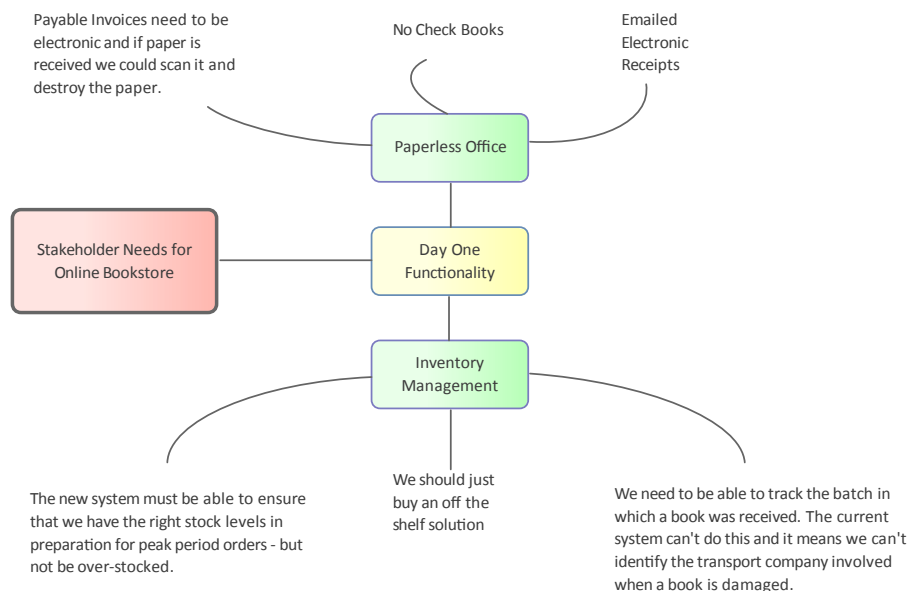 Payable Invoices need to be
electronic and if paper is
received we could scan it and
destroy the paper.
No Check Books
Emailed
Electronic
Receipts
Paperless Office
Stakeholder Needs for
Online Bookstore
Day One
Functionality
Inventory
Management
The new system must be able to ensure
that we have the right stock levels in
preparation for peak period orders - but
not be over-stocked.
We should just
buy an off the
shelf solution
We need to be able to track the batch in
which a book was received. The current
system can't do this and it means we can't
identify the transport company involved
when a book is damaged.